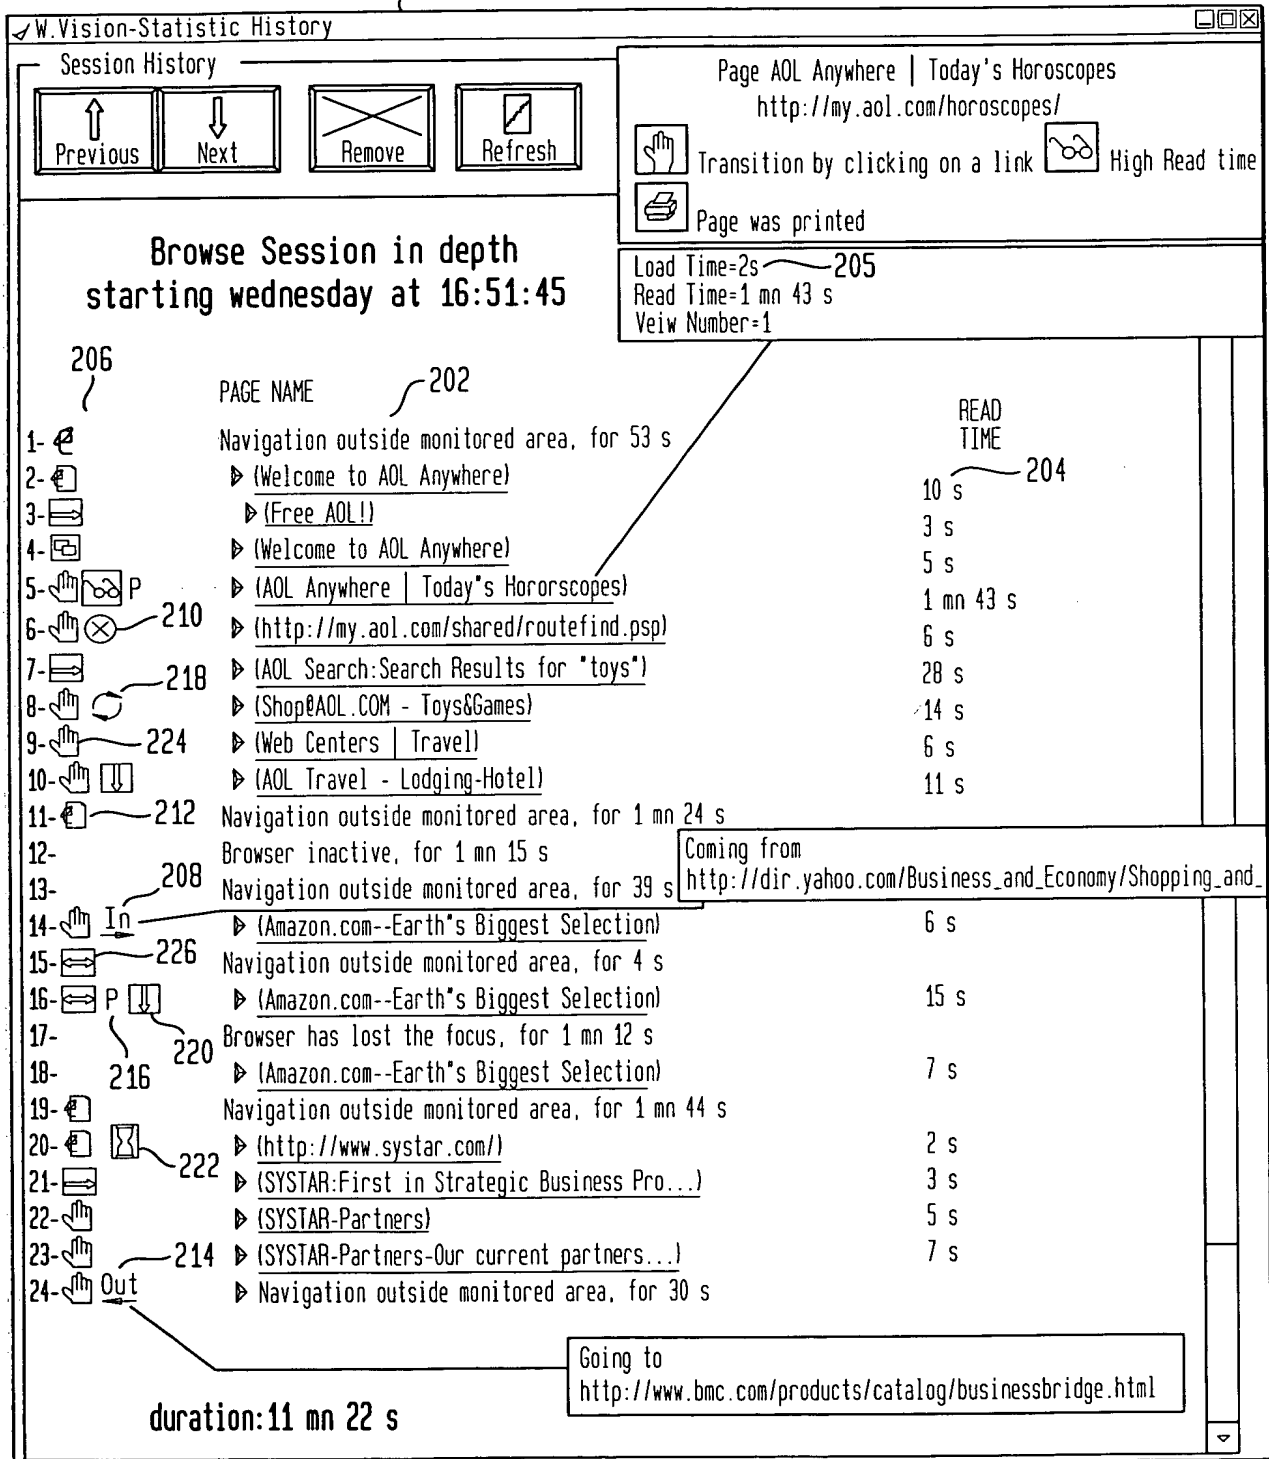 W.Vision-Statistic History
Session History
Previous
Next
Remove
Refresh
Page AOL Anywhere | Today's Horoscopes
http://my.aol.com/horoscopes/
Transition by clicking on a link
High Read time
Page was printed
Browse Session in depth
starting wednesday at 16:51:45
Load Time=2s 205
Read Time=1 mn 43 s
Veiw Number=1
206
PAGE NAME 202
READ
TIME
204
1- Navigation outside monitored area, for 53 s
2- (Welcome to AOL Anywhere) 10 s
3- (Free AOL!) 3 s
4- (Welcome to AOL Anywhere) 5 s
5- P (AOL Anywhere | Today"s Hororscopes) 1 mn 43 s
6- 210 (http://my.aol.com/shared/routefind.psp) 6 s
7- (AOL Search:Search Results for "toys") 28 s
8- 218 (Shop@AOL.COM - Toys&Games) 14 s
9- 224 (Web Centers | Travel) 6 s
10- (AOL Travel - Lodging-Hotel) 11 s
11- 212 Navigation outside monitored area, for 1 mn 24 s
12- Browser inactive, for 1 mn 15 s
13- 208 Navigation outside monitored area, for 39 s
Coming from
http://dir.yahoo.com/Business_and_Economy/Shopping_and_
14- In (Amazon.com--Earth"s Biggest Selection) 6 s
15- 226 Navigation outside monitored area, for 4 s
16- P (Amazon.com--Earth"s Biggest Selection) 15 s
17- 216 220 Browser has lost the focus, for 1 mn 12 s
18- (Amazon.com--Earth"s Biggest Selection) 7 s
19- Navigation outside monitored area, for 1 mn 44 s
20- 222 (http://www.systar.com/) 2 s
21- (SYSTAR:First in Strategic Business Pro...) 3 s
22- (SYSTAR-Partners) 5 s
23- 214 (SYSTAR-Partners-Our current partners...) 7 s
24- Out Navigation outside monitored area, for 30 s
Going to
http://www.bmc.com/products/catalog/businessbridge.html
duration:11 mn 22 s